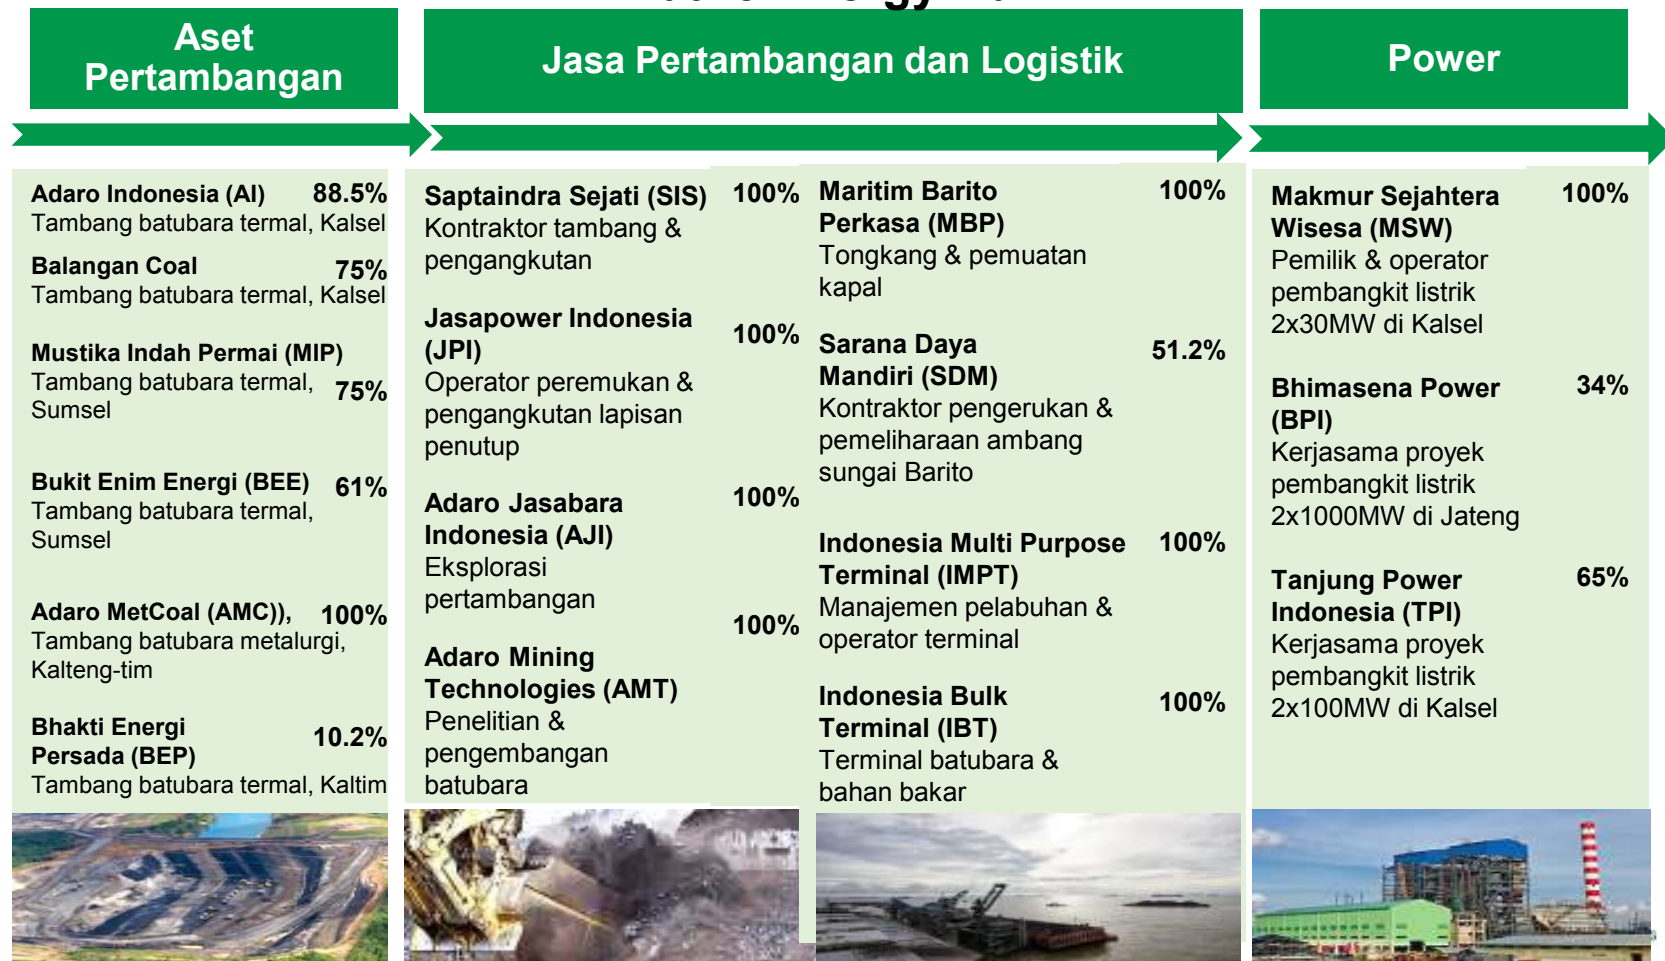 Aset
Pertambangan
Jasa Pertambangan dan Logistik
Power
Adaro Indonesia (AI) 88.5%
Tambang batubara termal, Kalsel
Balangan Coal 75%
Tambang batubara termal, Kalsel
Mustika Indah Permai (MIP)
Tambang batubara termal, 75%
Sumsel
Bukit Enim Energi (BEE) 61%
Tambang batubara termal,
Sumsel
Adaro MetCoal (AMC)), 100%
Tambang batubara metalurgi,
Kalteng-tim
Bhakti Energi
Persada (BEP) 10.2%
Tambang batubara termal, Kaltim
Saptaindra Sejati (SIS) 100%
Kontraktor tambang &
pengangkutan
Jasapower Indonesia
(JPI) 100%
Operator peremukan &
pengangkutan lapisan
penutup
Adaro Jasabara 100%
Indonesia (AJI)
Eksplorasi
pertambangan
100%
Adaro Mining
Technologies (AMT)
Penelitian &
pengembangan
batubara
Maritim Barito 100%
Perkasa (MBP)
Tongkang & pemuatan
kapal
Sarana Daya 51.2%
Mandiri (SDM)
Kontraktor pengerukan &
pemeliharaan ambang
sungai Barito
Indonesia Multi Purpose 100%
Terminal (IMPT)
Manajemen pelabuhan &
operator terminal
Indonesia Bulk 100%
Terminal (IBT)
Terminal batubara &
bahan bakar
Makmur Sejahtera 100%
Wisesa (MSW)
Pemilik & operator
pembangkit listrik
2x30MW di Kalsel
Bhimasena Power 34%
(BPI)
Kerjasama proyek
pembangkit listrik
2x1000MW di Jateng
Tanjung Power 65%
Indonesia (TPI)
Kerjasama proyek
pembangkit listrik
2x100MW di Kalsel